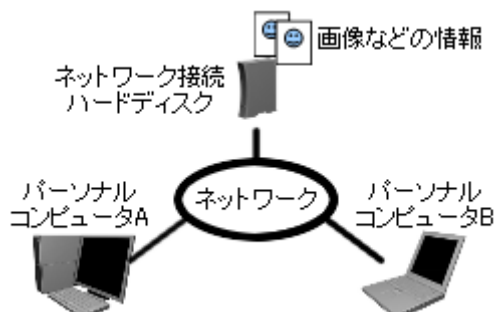 画像などの情報
ネットワーク接続
ハードディスク
ネットワーク
パーソナル
コンピュータA
パーソナル
コンピュータB